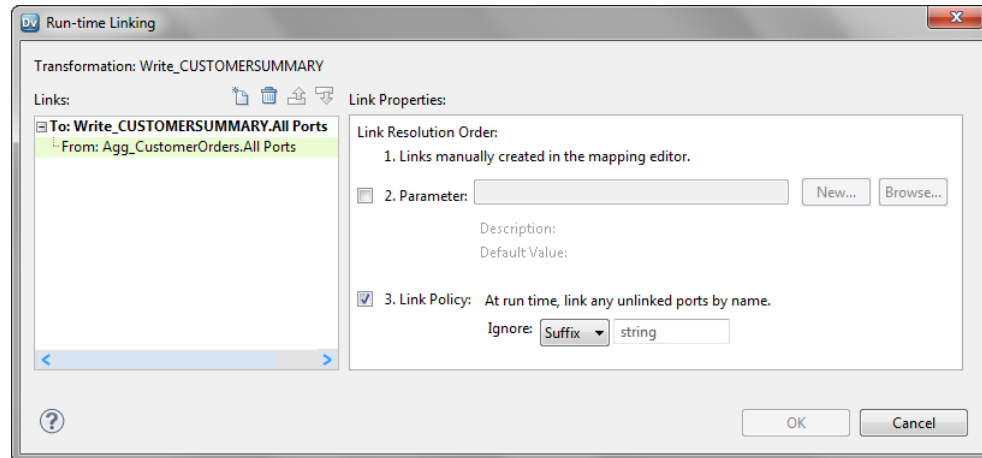 Dv Run-time Linking
Transformation: Write_CUSTOMERSUMMARY
Links:
Link Properties:
To: Write_CUSTOMERSUMMARY.All Ports
From: Agg_CustomerOrders.All Ports
Link Resolution Order:
1. Links manually created in the mapping editor.
2. Parameter: New... Browse...
Description:
Default Value:
3. Link Policy: At run time, link any unlinked ports by name.
Ignore: Suffix string
? OK Cancel